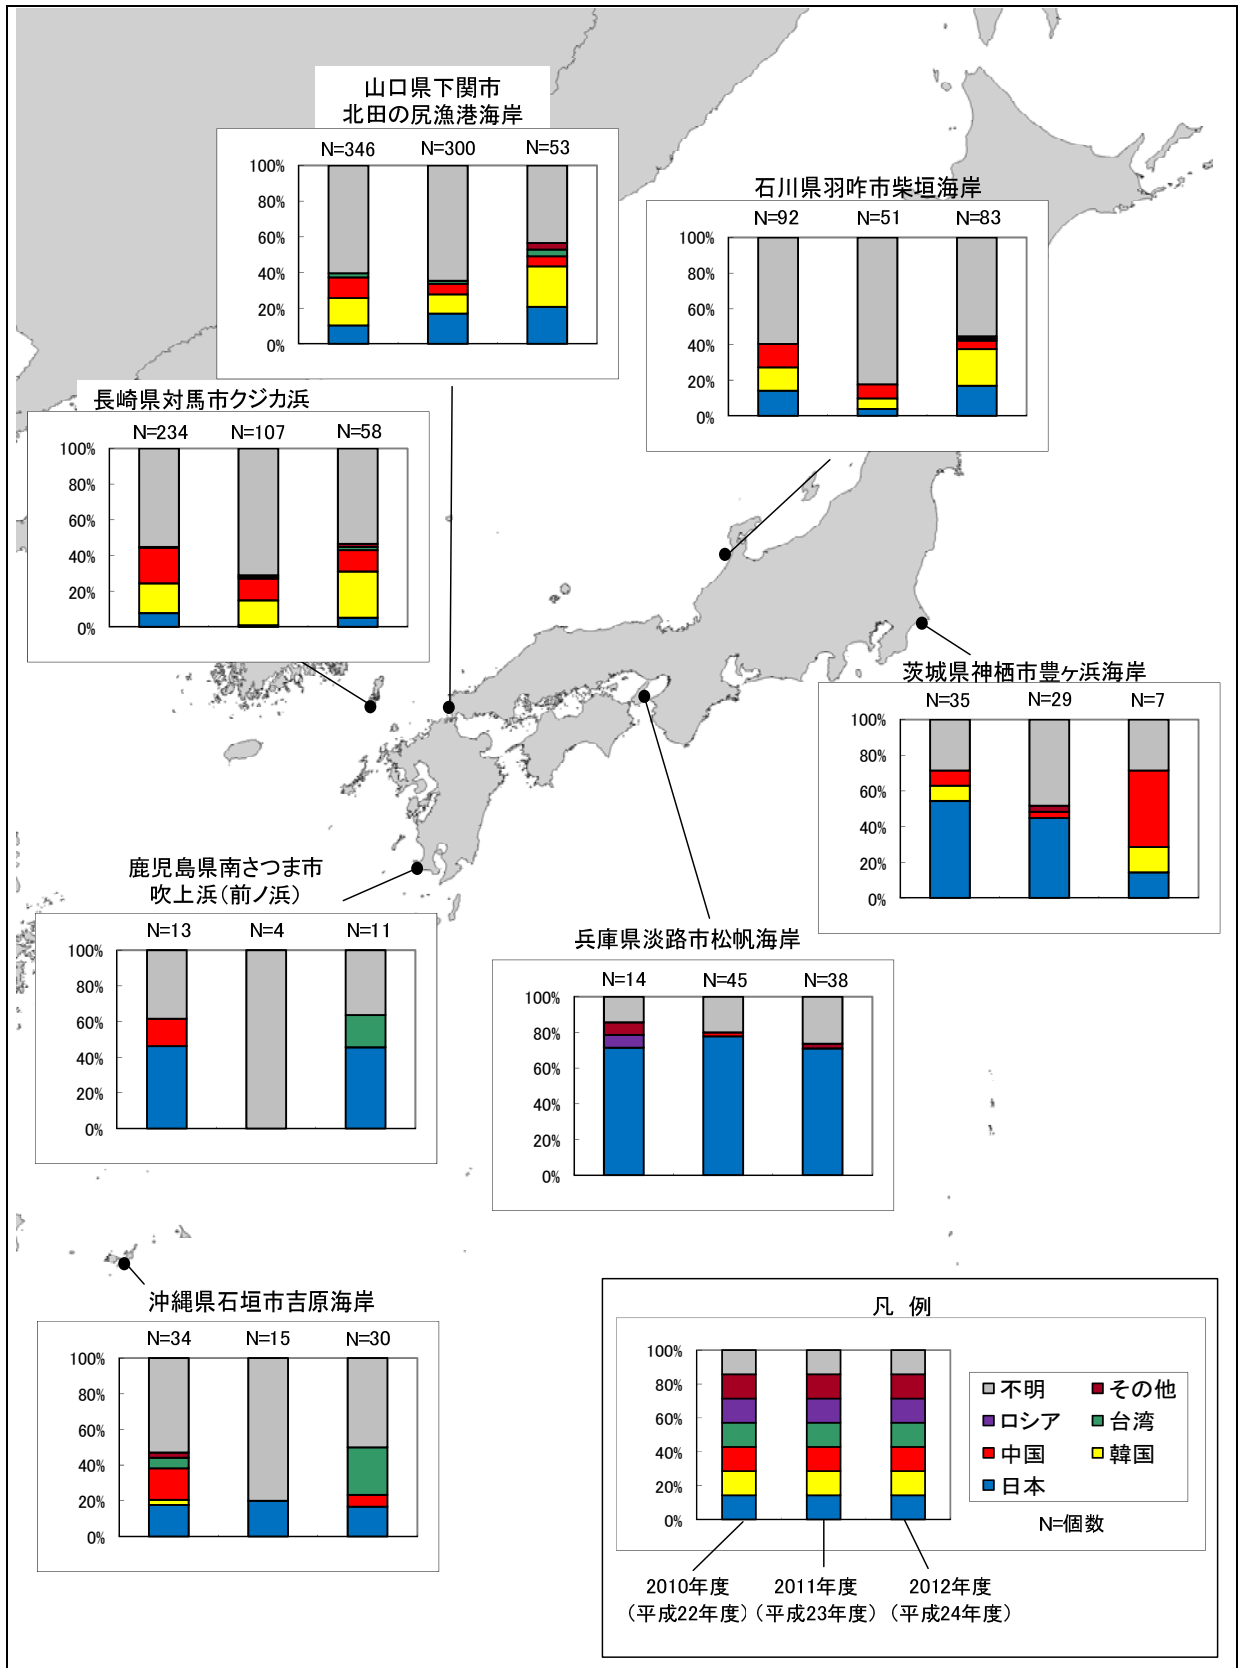 山口県下関市
北田の尻漁港海岸
N=346 N=300 N=53
100%
80%
60%
40%
20%
0%
石川県羽咋市柴垣海岸
N=92 N=51 N=83
100%
80%
60%
40%
20%
0%
長崎県対馬市クジカ浜
N=234 N=107 N=58
100%
80%
60%
40%
20%
0%
茨城県神栖市豊ヶ浜海岸
N=35 N=29 N=7
100%
80%
60%
40%
20%
0%
鹿児島県南さつま市
吹上浜(前ノ浜)
N=13 N=4 N=11
100%
80%
60%
40%
20%
0%
兵庫県淡路市松帆海岸
N=14 N=45 N=38
100%
80%
60%
40%
20%
0%
沖縄県石垣市吉原海岸
N=34 N=15 N=30
100%
80%
60%
40%
20%
0%
凡 例
100%
80%
60%
40%
20%
0%
不明 その他
ロシア 台湾
中国 韓国
日本
N=個数
2010年度 2011年度 2012年度
(平成22年度) (平成23年度) (平成24年度)